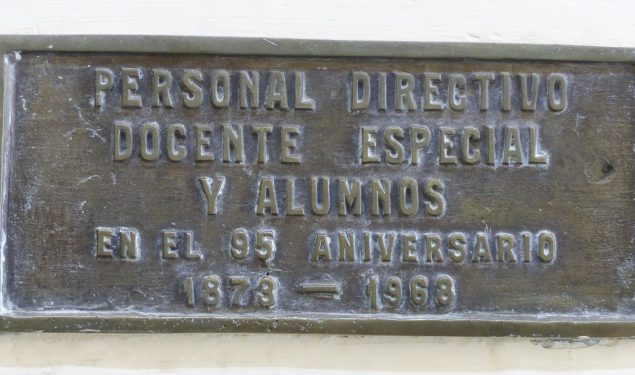 PERSONAL DIRECTIVO
DOCENTE ESPECIAL
Y ALUMNOS
EN EL 95 ANIVERSARIO
1873 — 1968